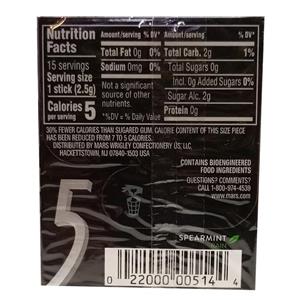 Nutrition Facts
15 servings
Serving size
1 stick (2.5g)
Calories 5
per serving
Amount/serving %DV*
Total Fat 0g 0%
Sodium 0mg 0%
Not a significant
source of other
nutrients.
*%DV = % Daily Value
Amount/serving %DV*
Total Carb. 2g 1%
Total Sugars 0g
Incl. 0g Added Sugars 0%
Sugar Alc. 2g
Protein 0g
30% FEWER CALORIES THAN SUGARED GUM. CALORIE CONTENT OF THIS SIZE PIECE
HAS BEEN REDUCED FROM 7 TO 5 CALORIES.
DISTRIBUTED BY MARS WRIGLEY CONFECTIONERY US, LLC.
HACKETTSTOWN, NJ 07840-1503 USA
CONTAINS BIOENGINEERED
FOOD INGREDIENTS
QUESTIONS? COMMENTS?
CALL 1-800-974-4539
www.mars.com
5
SPEARMINT
0 22000 00514 4